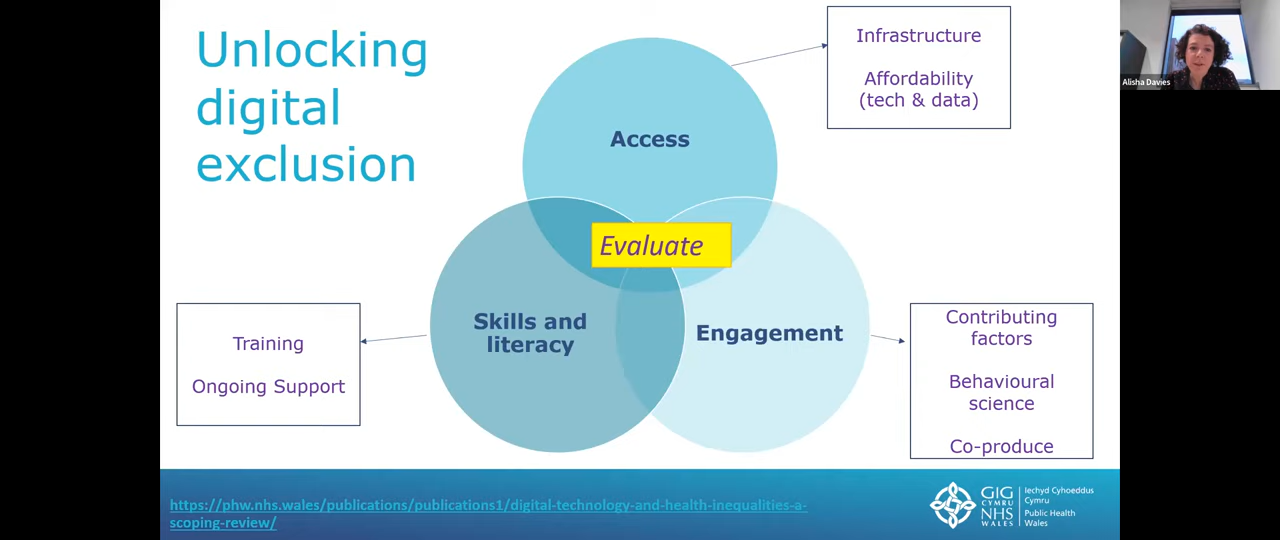 Unlocking
digital
exclusion
Access
Infrastructure
Affordability
(tech & data)
Alisha Davies
Evaluate
Skills and
literacy
Engagement
Training
Ongoing Support
Contributing
factors
Behavioural
science
Co-produce
https://phw.nhs.wales/publications/publications1/digital-technology-and-health-inequalities-a-
scoping-review/
GIG
CYMRU
NHS
WALES
Iechyd Cyhoeddus
Cymru
Public Health
Wales